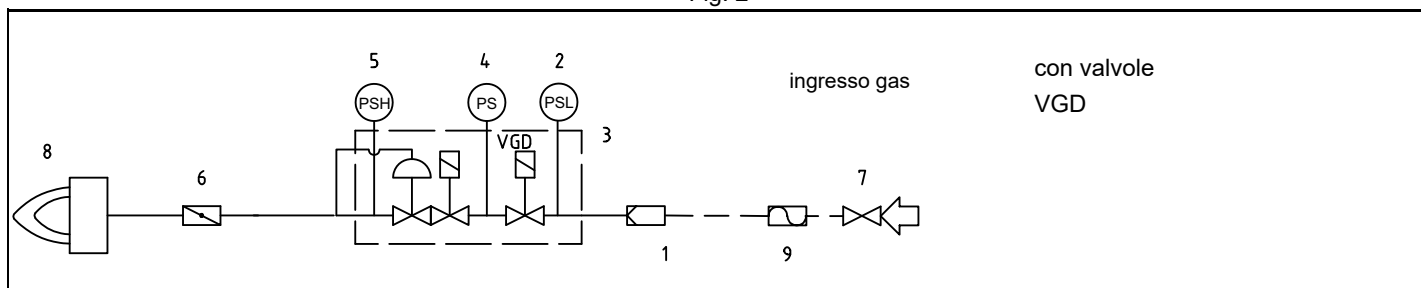 Fig. 2
5
4
2
ingresso gas
con valvole
VGD
PSH
PS
PSL
VGD
3
8
6
7
1
9